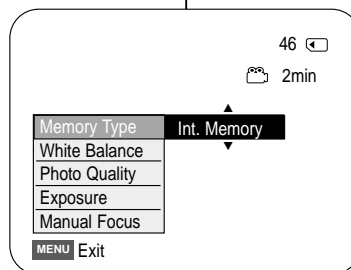 46
2min
Memory Type Int. Memory
White Balance
Photo Quality
Exposure
Manual Focus
MENU Exit